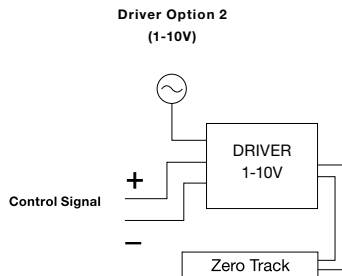 Driver Option 2
(1-10V)
DRIVER
1-10V
+
Control Signal
–
Zero Track